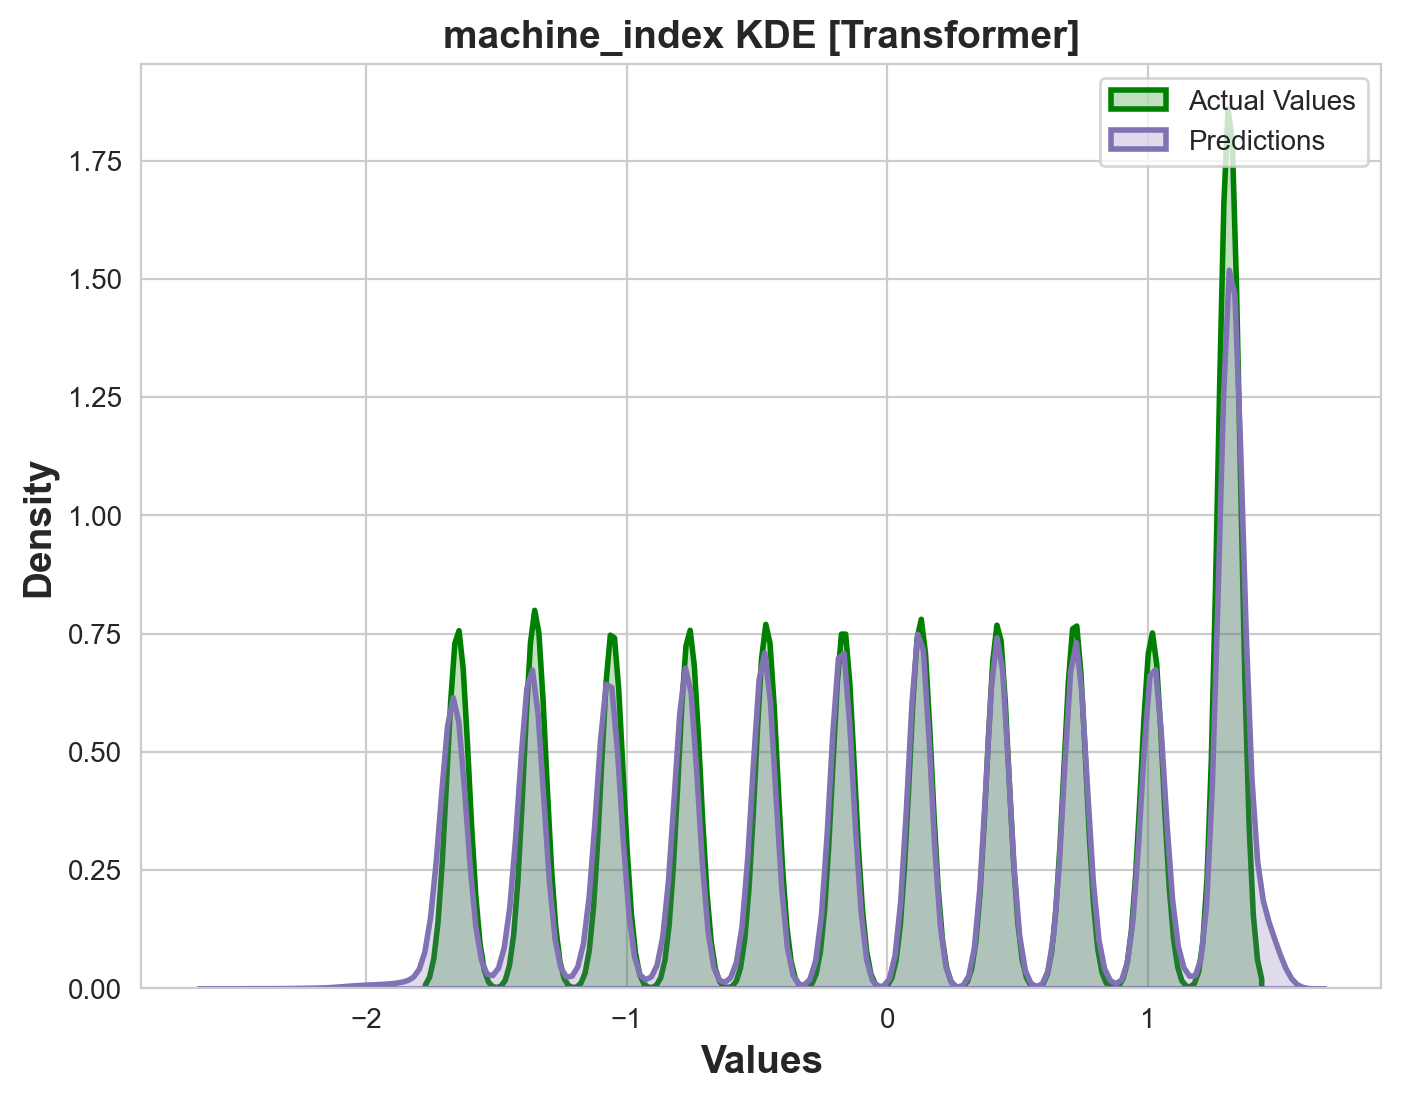 machine_index KDE [Transformer]
Actual Values
Predictions
1.75
1.50
1.25
1.00
0.75
0.50
0.25
0.00
Density
−2
−1
0
1
Values